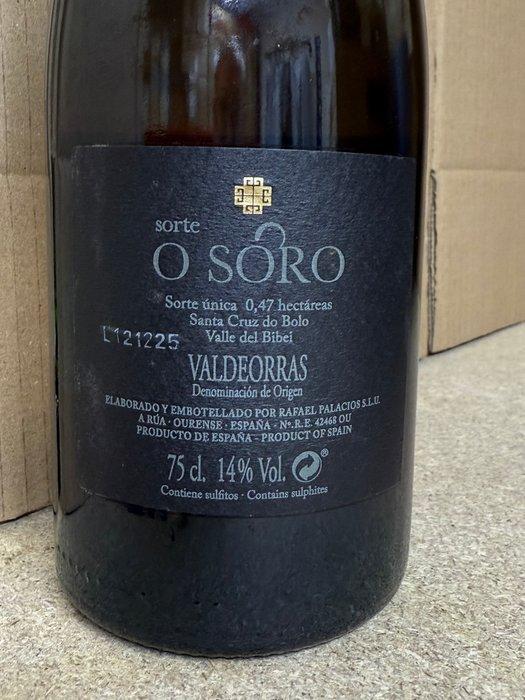 sorte
O SORO
Sorte única 0,47 hectáreas
Santa Cruz do Bolo
Valle del Bibei
L121225
VALDEORRAS
Denominación de Origen
ELABORADO Y EMBOTELLADO POR RAFAEL PALACIOS S.L.U.
A RÚA · OURENSE · ESPAÑA - Nº.R.E. 42468 OU
PRODUCTO DE ESPAÑA - PRODUCT OF SPAIN
75 cl. 14% Vol. ®
Contiene sulfitos · Contains sulphites